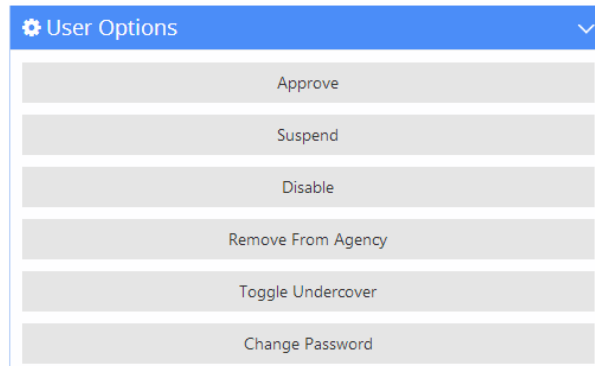 User Options
Approve
Suspend
Disable
Remove From Agency
Toggle Undercover
Change Password